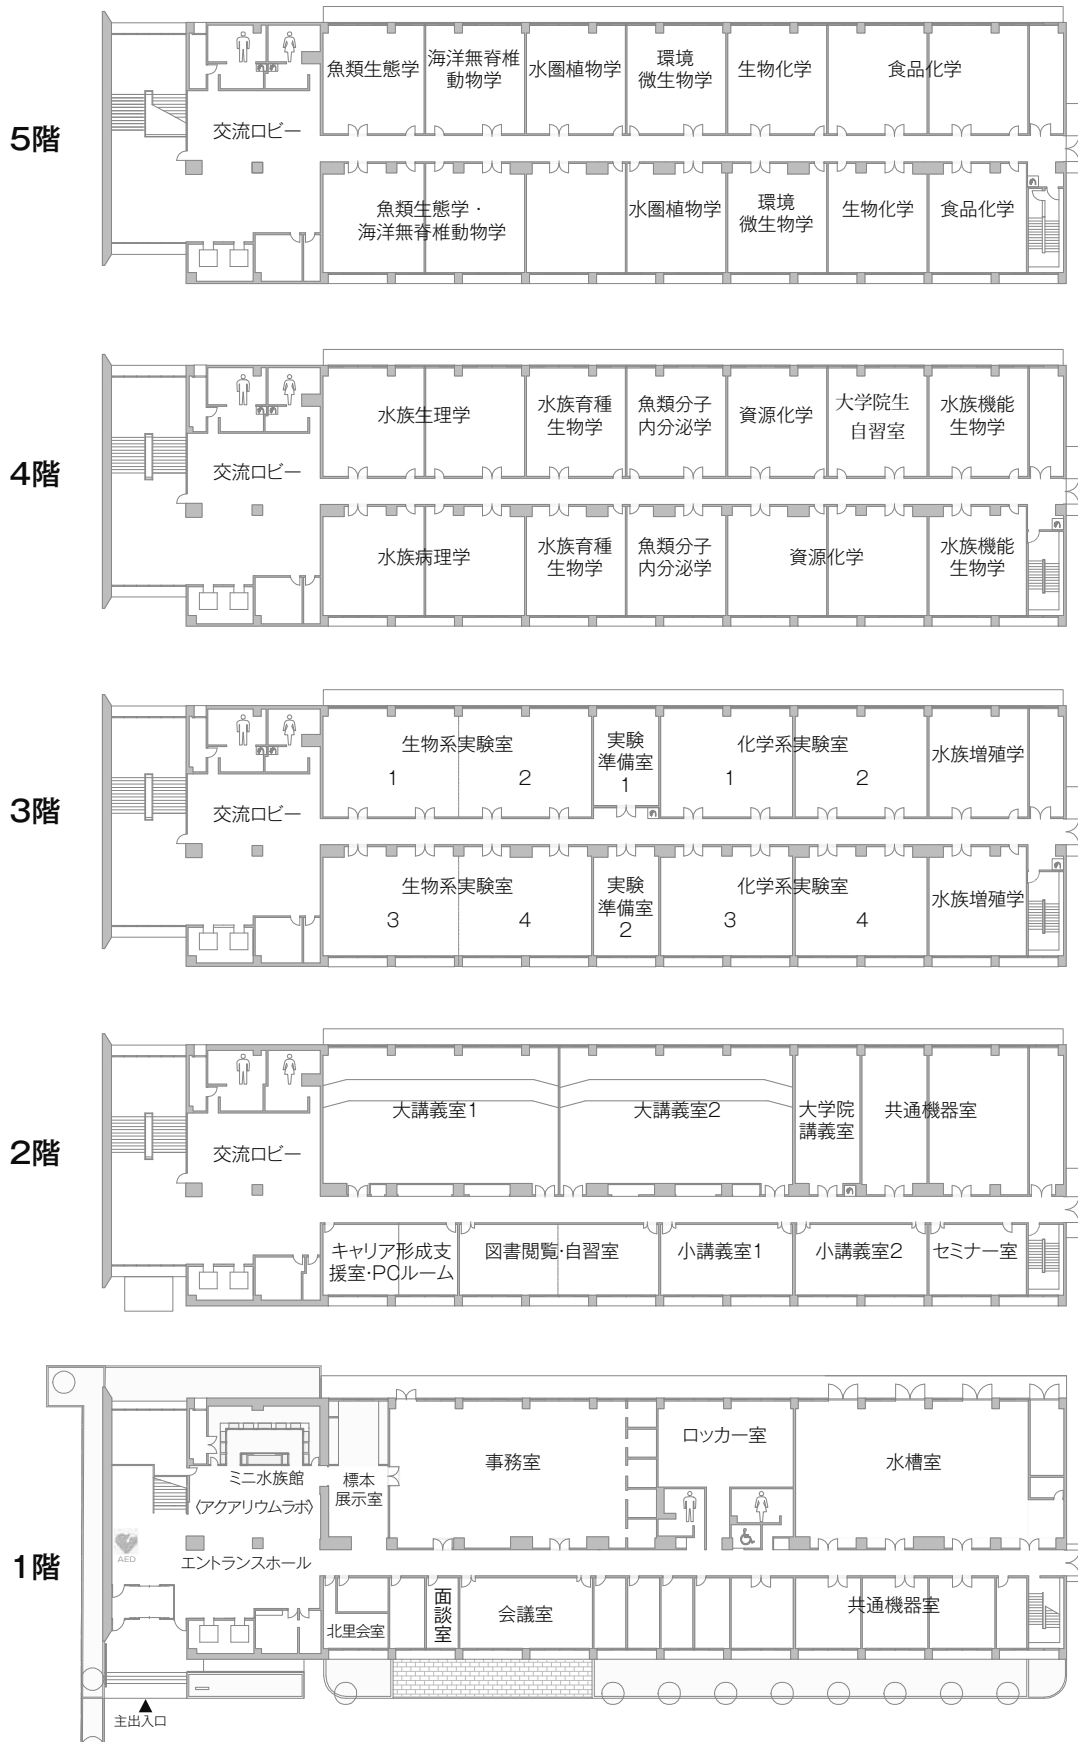 5階
魚類生態学
海洋無脊椎
動物学
水圏植物学
環境
微生物学
生物化学
食品化学
交流ロビー
魚類生態学・
海洋無脊椎動物学
水圏植物学
環境
微生物学
生物化学
食品化学
4階
水族生理学
水族育種
生物学
魚類分子
内分泌学
資源化学
大学院生
自習室
水族機能
生物学
交流ロビー
水族病理学
水族育種
生物学
魚類分子
内分泌学
資源化学
水族機能
生物学
3階
生物系実験室
1
2
実験
準備室
1
化学系実験室
1
2
水族増殖学
交流ロビー
生物系実験室
3
4
実験
準備室
2
化学系実験室
3
4
水族増殖学
2階
大講義室1
大講義室2
大学院
講義室
共通機器室
交流ロビー
キャリア形成支
援室・PCルーム
図書閲覧・自習室
小講義室1
小講義室2
セミナー室
1階
ミニ水族館
〈アクアリウムラボ〉
標本
展示室
事務室
ロッカー室
水槽室
AED
エントランスホール
北里会室
面談室
会議室
共通機器室
主出入口